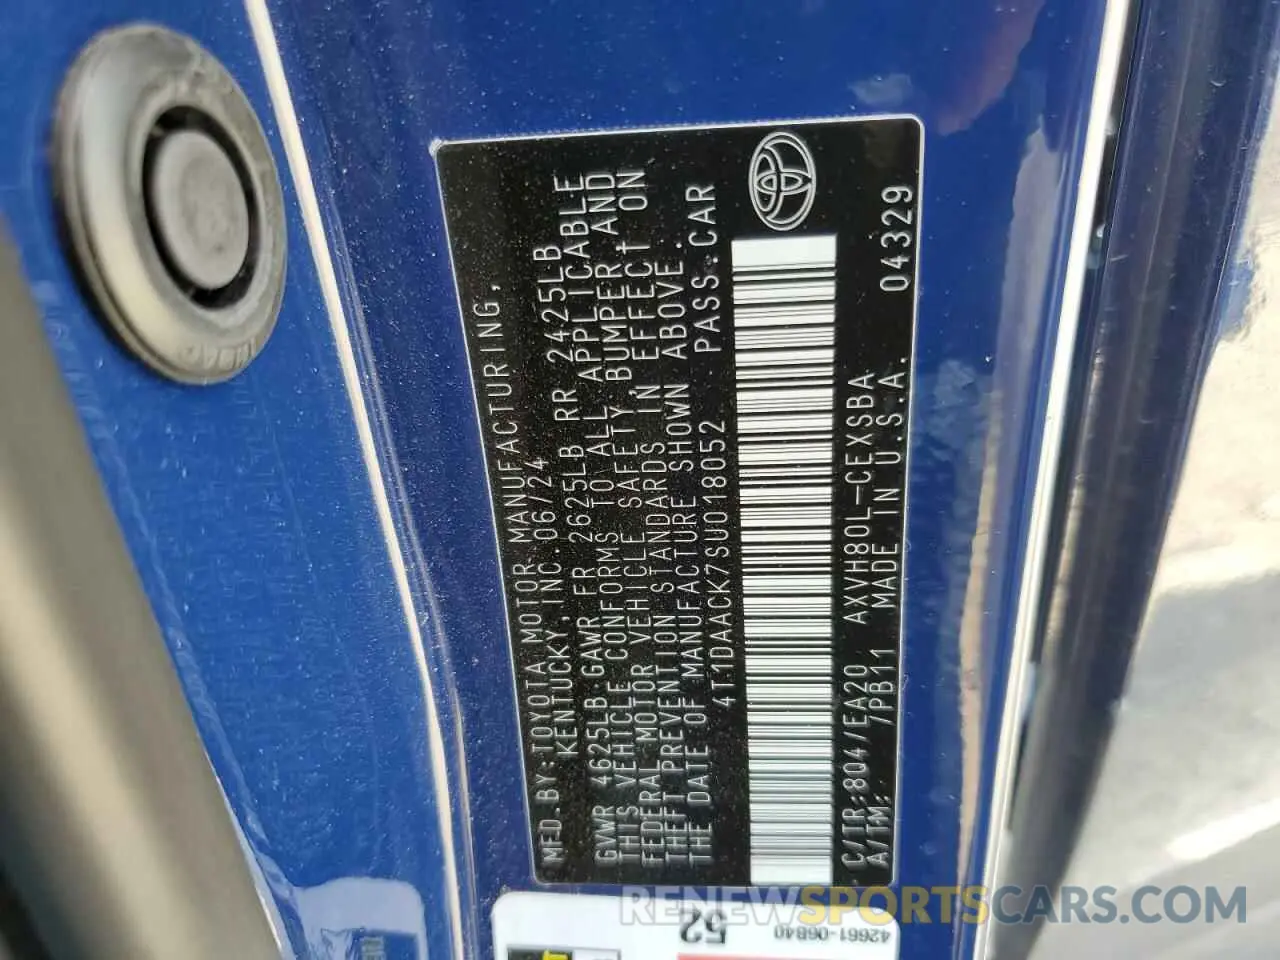 MFD.BY:TOYOTA MOTOR MANUFACTURING,
KENTUCKY,INC.06/24
GVWR 4625LB:GAWR FR 2625LB RR 2425LB
THIS VEHICLE CONFORMS TO ALL APPLICABLE
FEDERAL MOTOR VEHICLE SAFETY, BUMPER, AND
THEFT PREVENTION STANDARDS IN EFFECT ON
THE DATE OF MANUFACTURE SHOWN ABOVE.
4T1DAACK7SU018052 PASS.CAR
C/TR:8O4/EA20 AXVH80L-CEXSBA 04329
A/TM: /PB11 MADE IN U.S.A.
52
42661-06B40
RENEWSPORTSCARS.COM